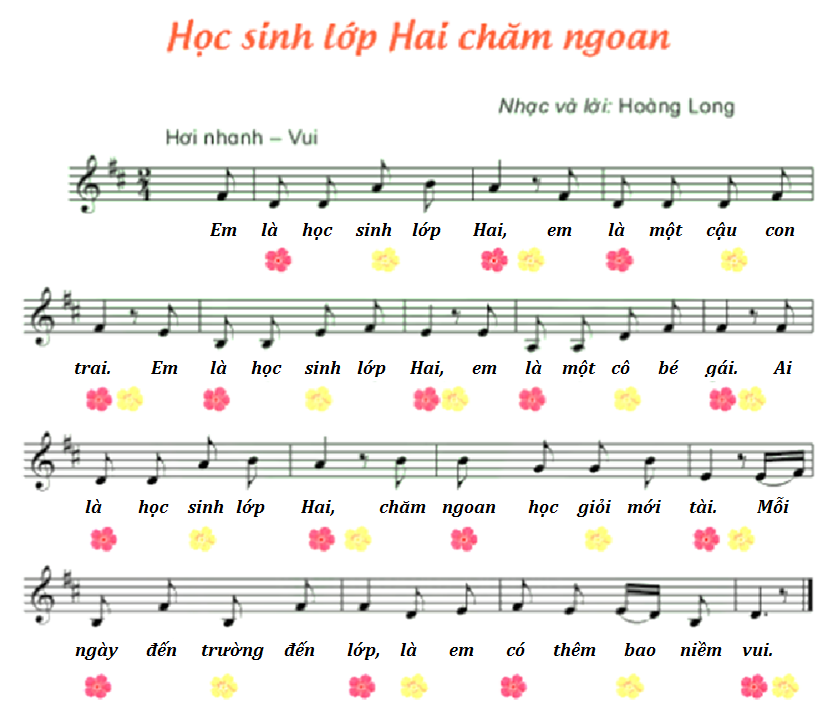 Học sinh lớp Hai chăm ngoan
Nhạc và lời: Hoàng Long
Hơi nhanh – Vui
2
4
Em là học sinh lớp Hai, em là một cậu con
trai. Em là học sinh lớp Hai, em là một cô bé gái. Ai
là học sinh lớp Hai, chăm ngoan học giỏi mới tài. Mỗi
ngày đến trường đến lớp, là em có thêm bao niềm vui.